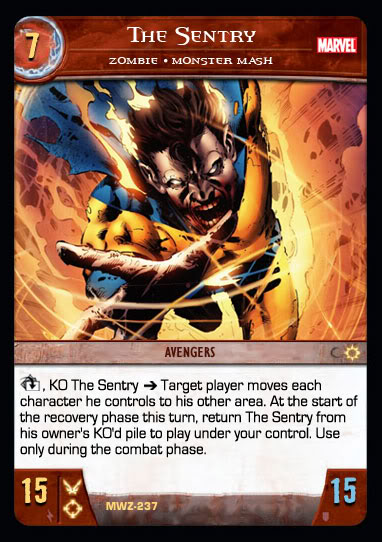 7
The Sentry
MARVEL
ZOMBIE • MONSTER MASH
AVENGERS
, KO The Sentry ➔ Target player moves each
character he controls to his other area. At the start
of the recovery phase this turn, return The Sentry from
his owner's KO'd pile to play under your control. Use
only during the combat phase.
15
MWZ-237
15